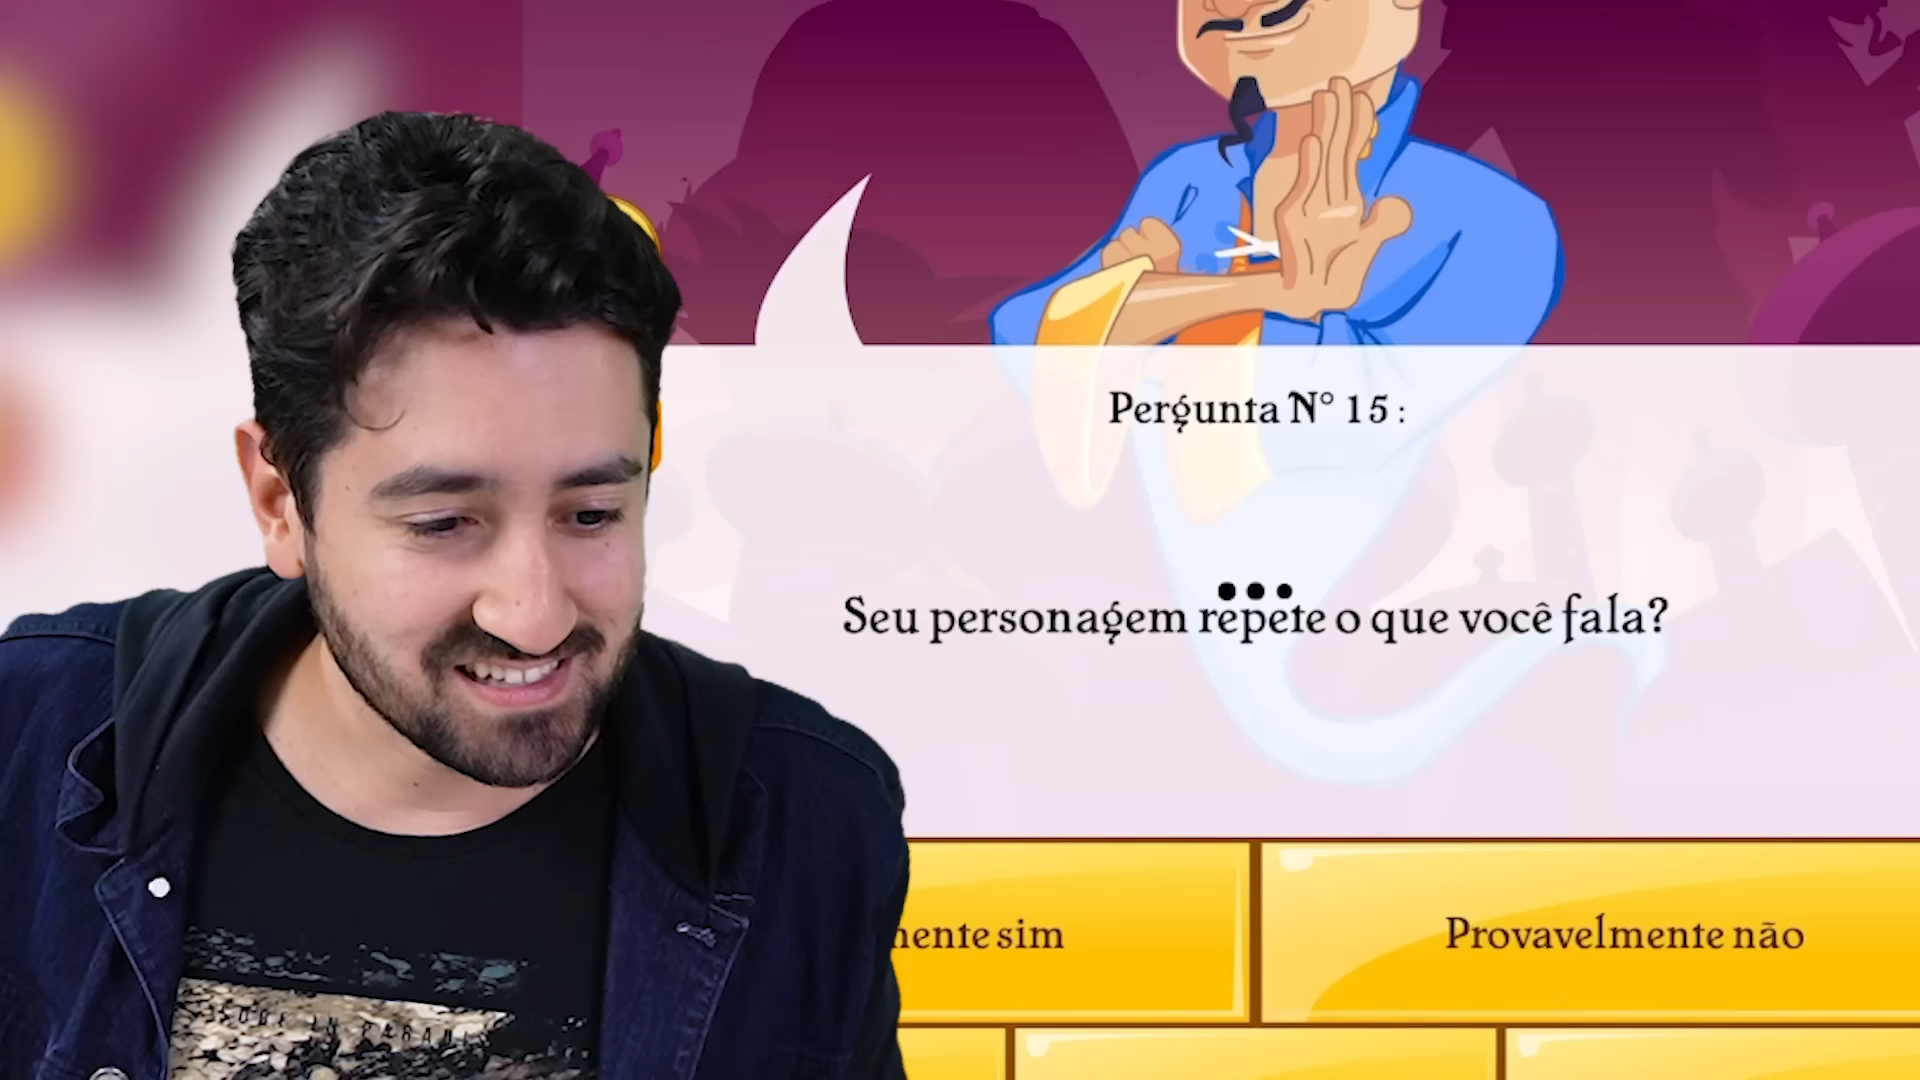 Pergunta N° 15 :
Seu personagem repete o que você fala?
mente sim
Provavelmente não